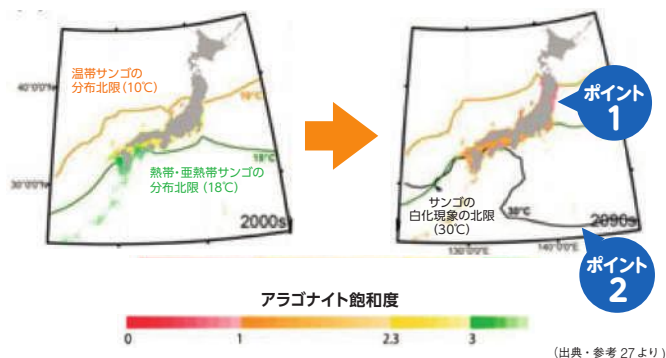 温帯サンゴの
分布北限(10℃)
40°0'0"N
10°C
18°C
熱帯・亜熱帯サンゴの
分布北限(18℃)
30°0'0"N
2000s
ポイント
1
サンゴの
白化現象の北限
(30℃)
30°C
2090s
130°0'0"E
140°0'0"E
ポイント
2
アラゴナイト飽和度
0 1 2.3 3
(出典・参考 27 より)